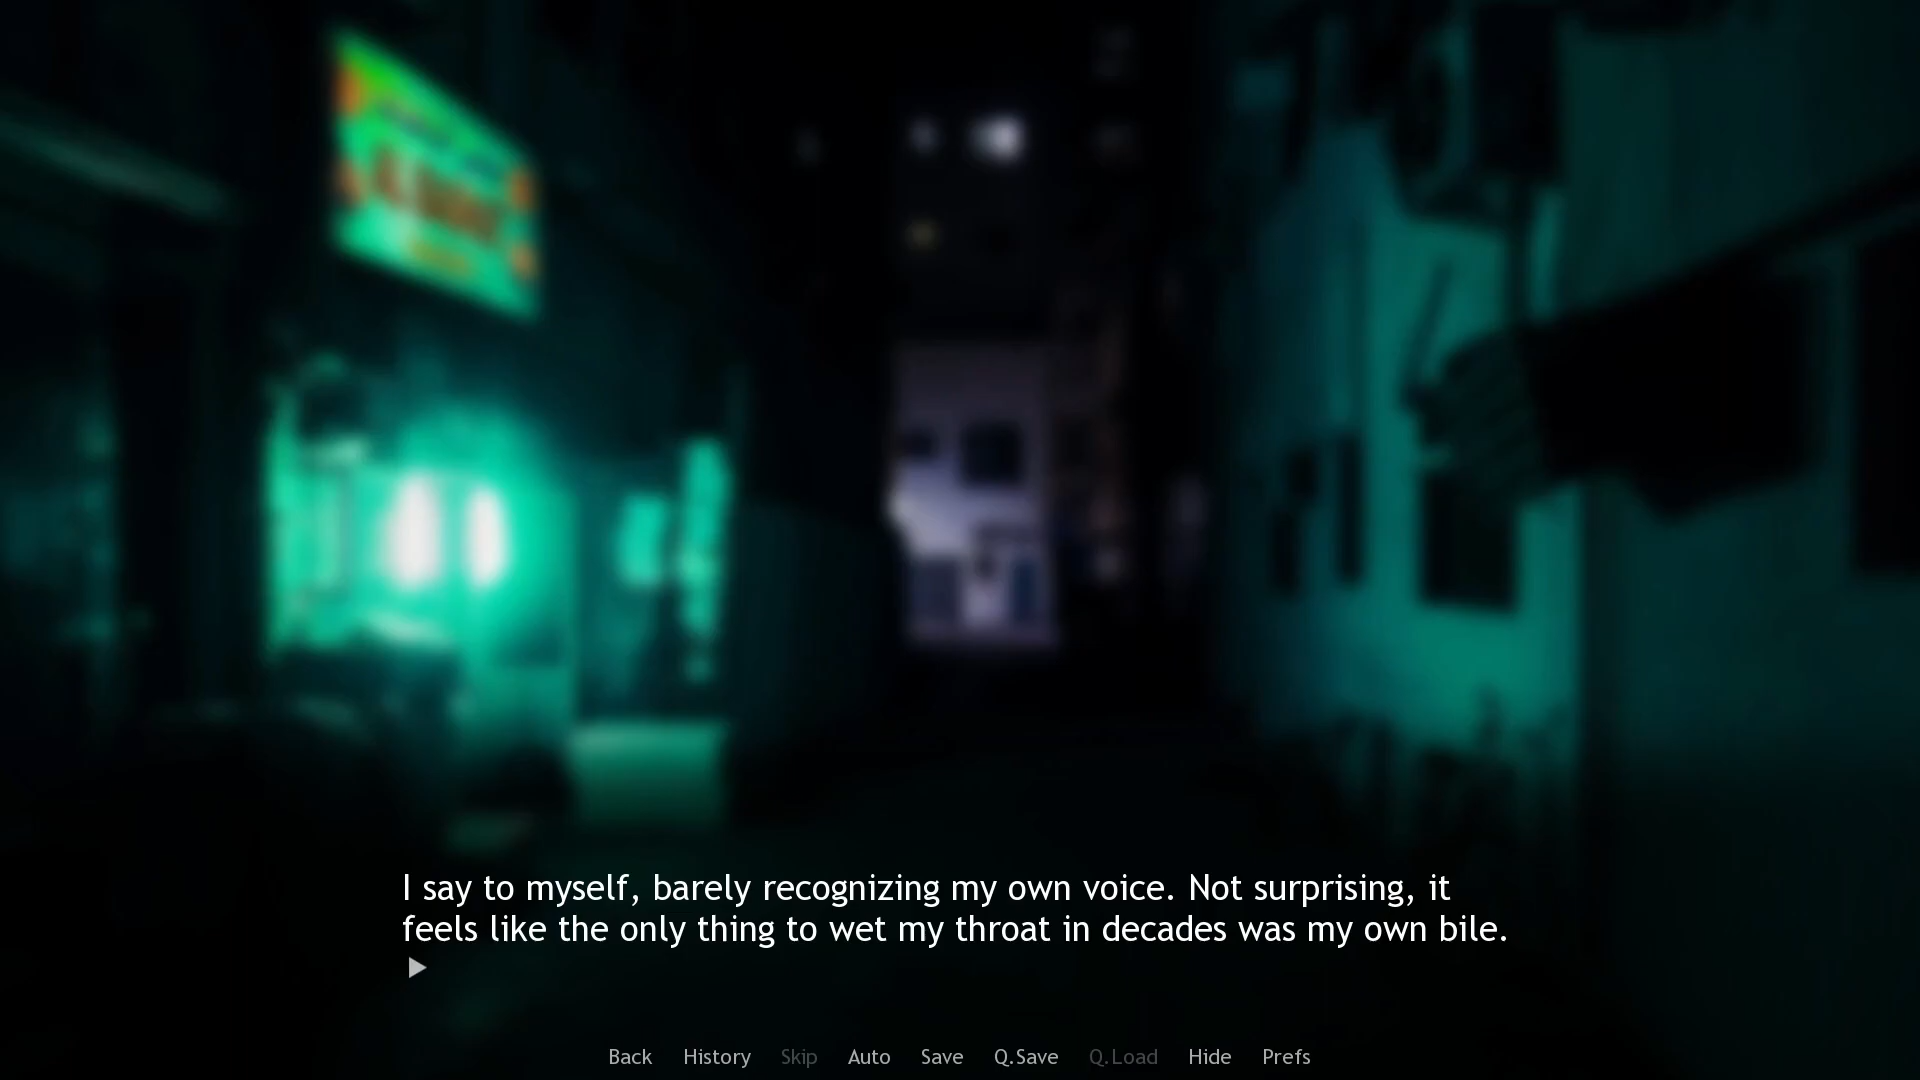 I say to myself, barely recognizing my own voice. Not surprising, it
feels like the only thing to wet my throat in decades was my own bile.
Back History Skip Auto Save Q.Save Q.Load Hide Prefs